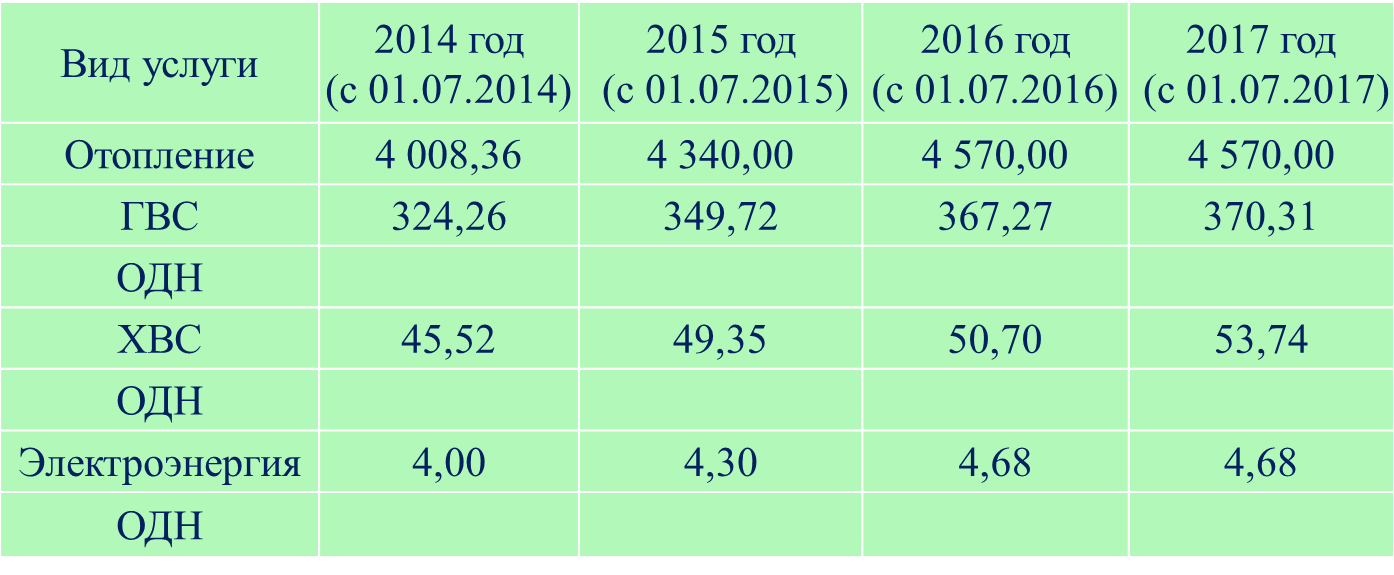 Вид услуги 2014 год (с 01.07.2014) 2015 год (с 01.07.2015) 2016 год (с 01.07.2016) 2017 год (с 01.07.2017)
Отопление 4 008,36 4 340,00 4 570,00 4 570,00
ГВС 324,26 349,72 367,27 370,31
ОДН
ХВС 45,52 49,35 50,70 53,74
ОДН
Электроэнергия 4,00 4,30 4,68 4,68
ОДН